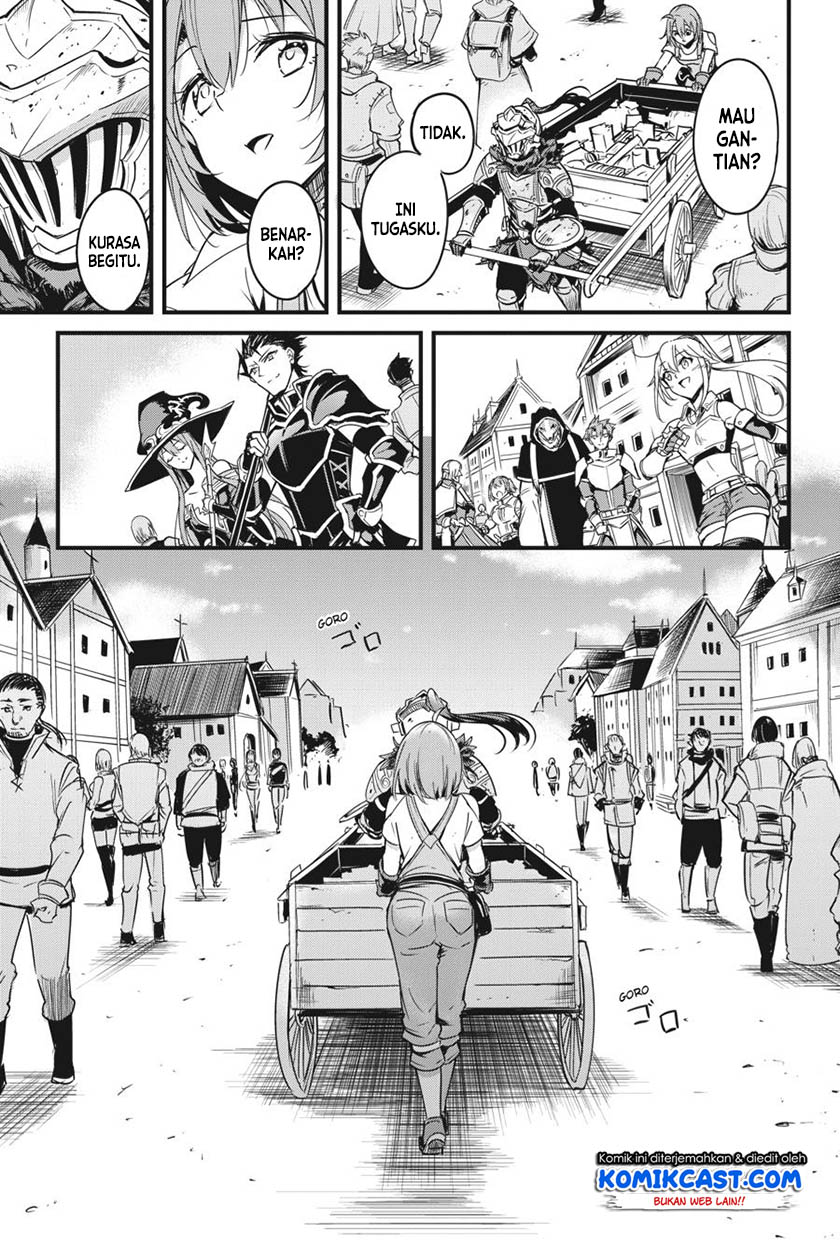 MAU
GAN-
TIAN?
TIDAK.
INI
TUGASKU.
BENAR-
KAH?
KURASA
BEGITU.
GORO
ゴロ
GORO
ゴロ
Komik ini diterjemahkan & diedit oleh
KOMIKCAST.COM
BUKAN WEB LAIN!!